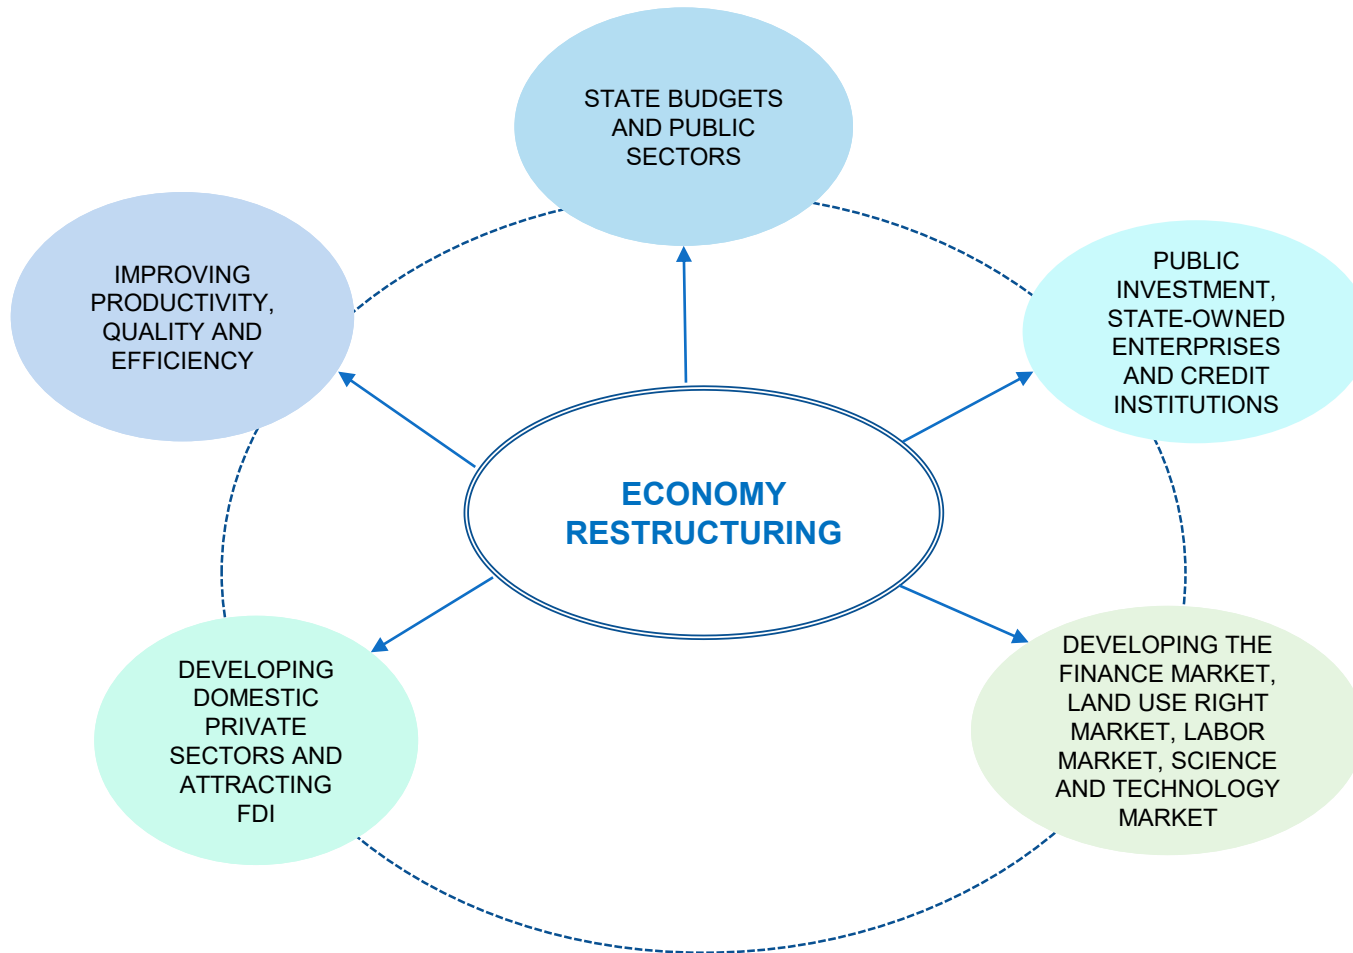 STATE BUDGETS
AND PUBLIC
SECTORS
IMPROVING
PRODUCTIVITY,
QUALITY AND
EFFICIENCY
PUBLIC
INVESTMENT,
STATE-OWNED
ENTERPRISES
AND CREDIT
INSTITUTIONS
ECONOMY
RESTRUCTURING
DEVELOPING
DOMESTIC
PRIVATE
SECTORS AND
ATTRACTING
FDI
DEVELOPING THE
FINANCE MARKET,
LAND USE RIGHT
MARKET, LABOR
MARKET, SCIENCE
AND TECHNOLOGY
MARKET